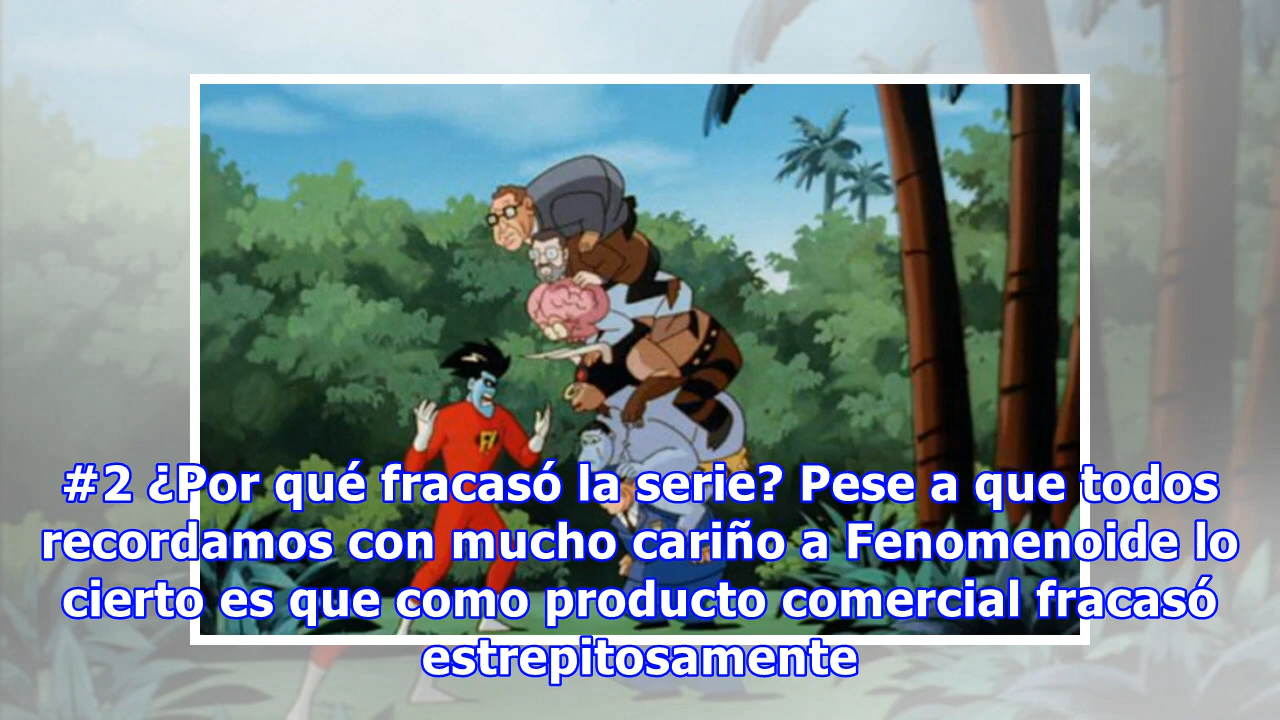 #2 ¿Por qué fracasó la serie? Pese a que todos
recordamos con mucho cariño a Fenomenoide lo
cierto es que como producto comercial fracasó
estrepitosamente